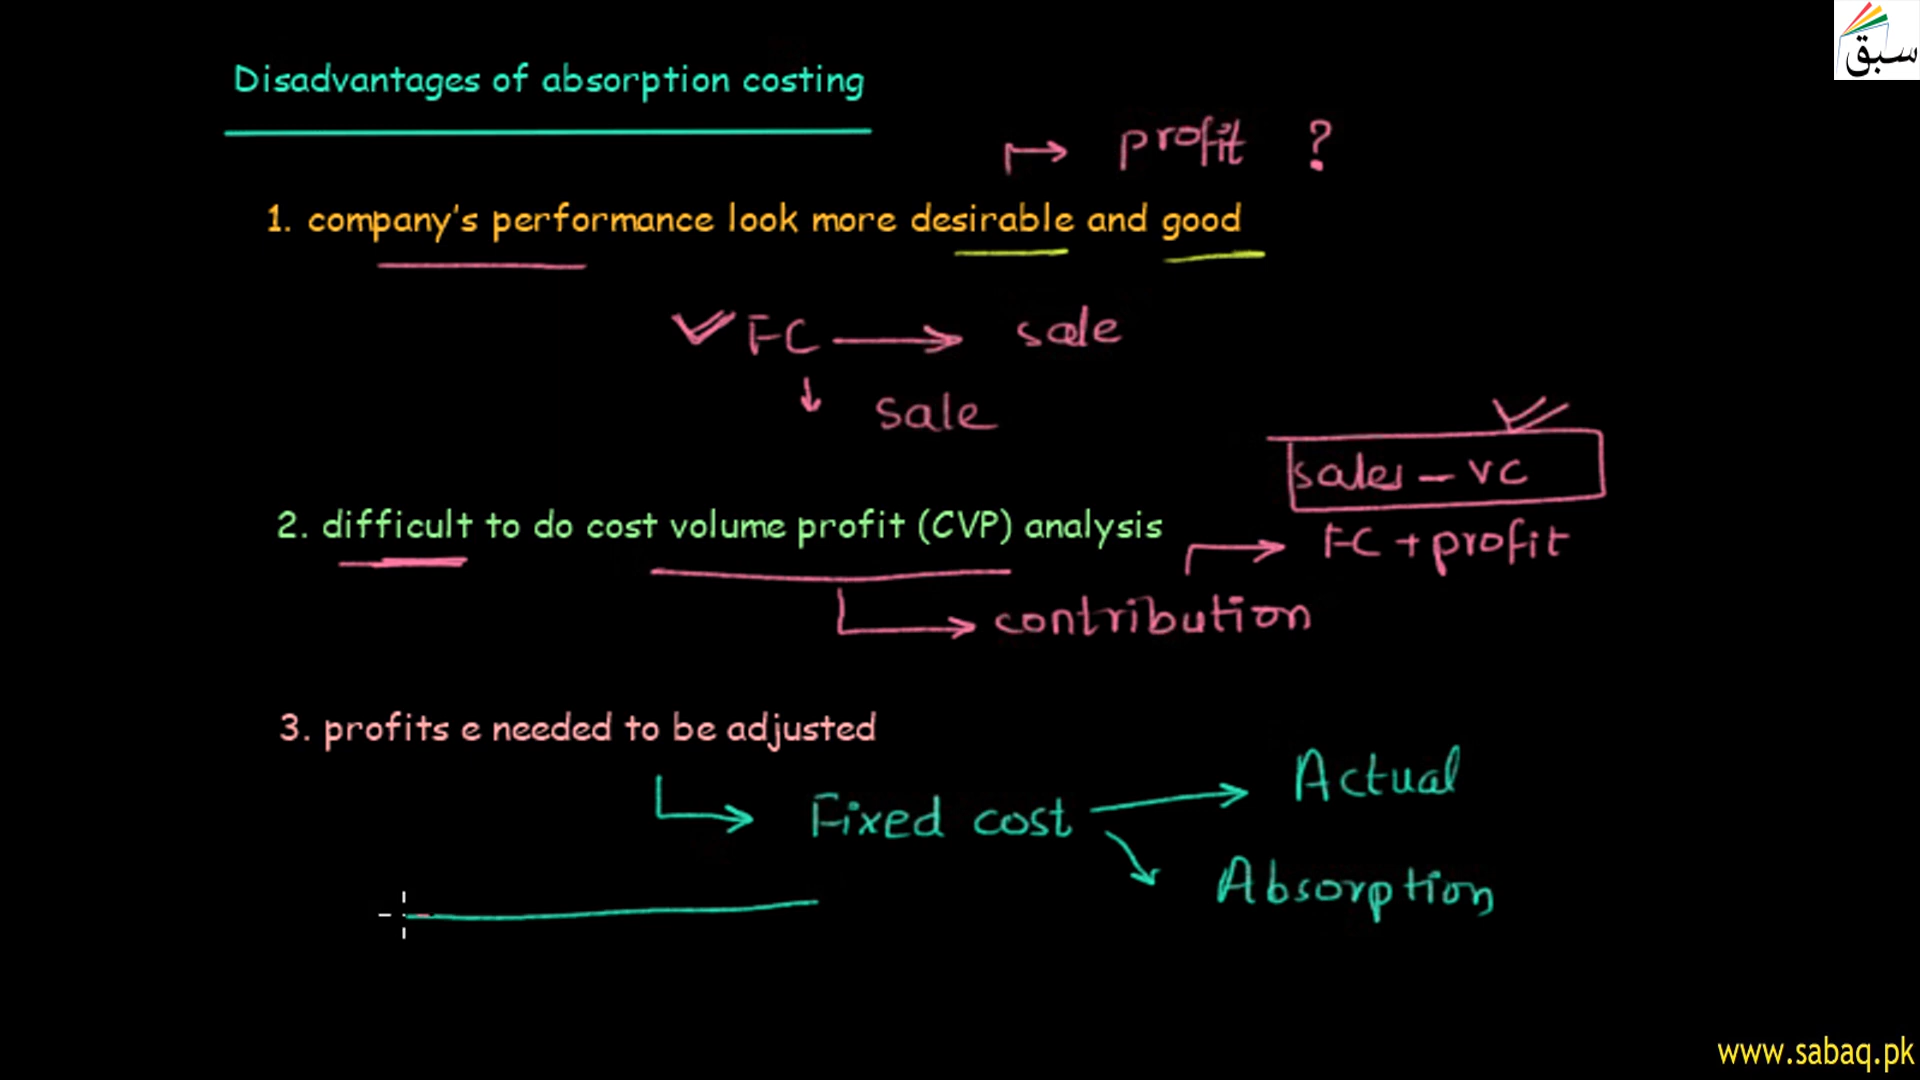 سبق
Disadvantages of absorption costing
profit ?
1. company's performance look more desirable and good
FC → sale
↓ sale
sales - VC
2. difficult to do cost volume profit (CVP) analysis
FC + profit
contribution
3. profits e needed to be adjusted
Actual
Fixed cost
Absorption
www.sabaq.pk